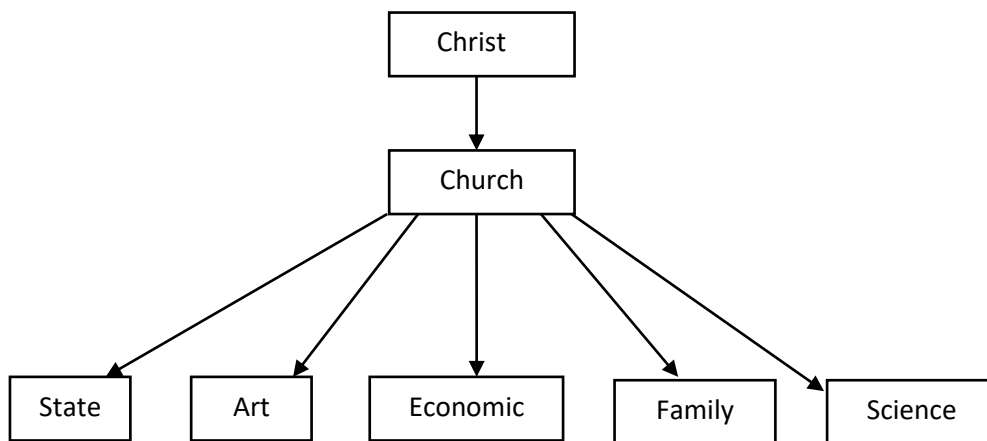 Christ
Church
State
Art
Economic
Family
Science